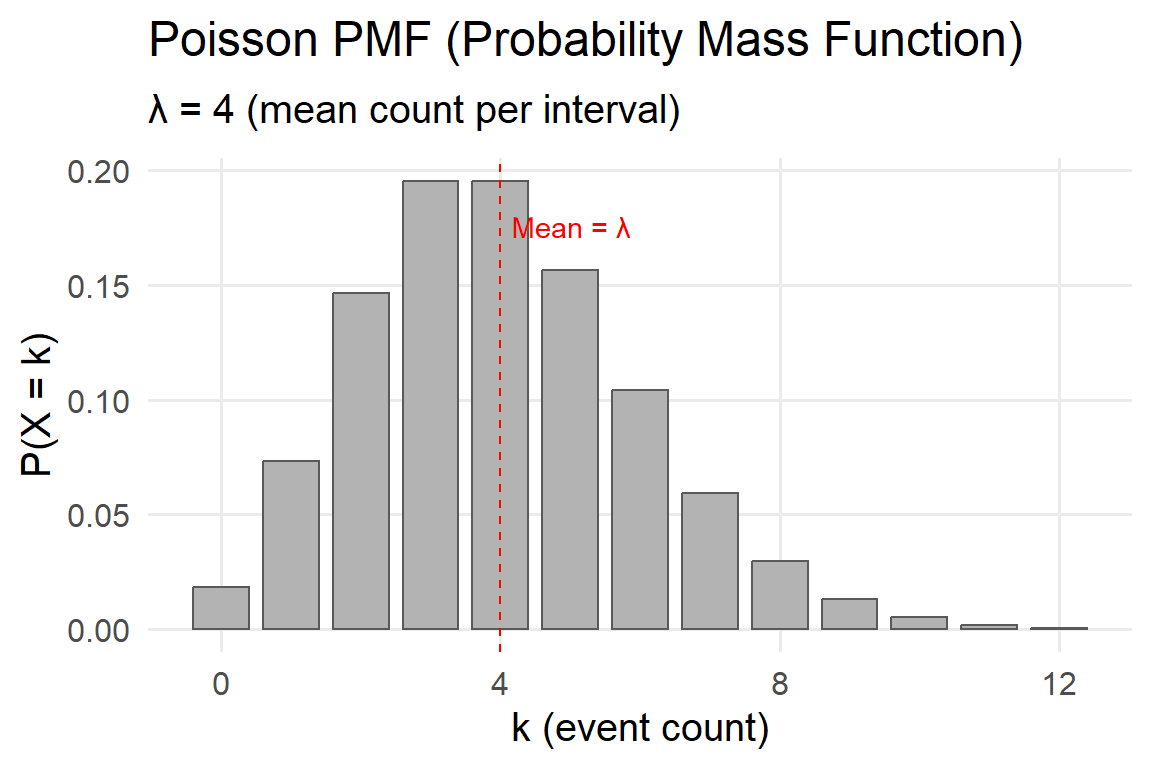 Poisson PMF (Probability Mass Function)
λ = 4 (mean count per interval)
0.20
Mean = λ
0.15
0.10
0.05
0.00
P(X = k)
0 4 8 12
k (event count)